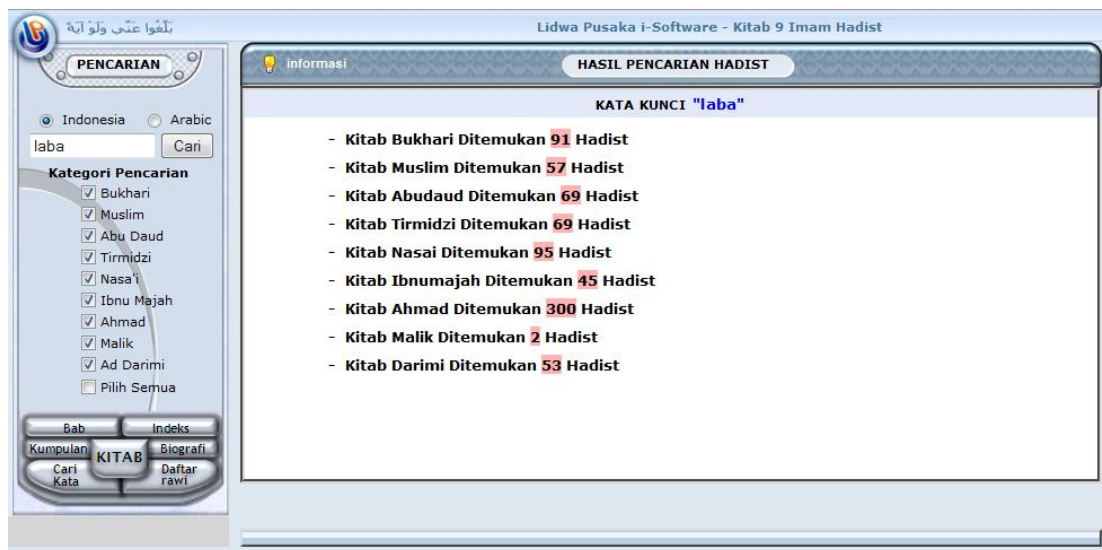 بَلِّغُوا عَنِّى وَلَوْ آيَةً
Lidwa Pusaka i-Software - Kitab 9 Imam Hadist
PENCARIAN
Indonesia
Arabic
laba
Cari
Kategori Pencarian
Bukhari
Muslim
Abu Daud
Tirmidzi
Nasa'i
Ibnu Majah
Ahmad
Malik
Ad Darimi
Pilih Semua
Bab
Indeks
Kumpulan
KITAB
Biografi
Cari
Kata
Daftar
rawi
informasi
HASIL PENCARIAN HADIST
KATA KUNCI "laba"
- Kitab Bukhari Ditemukan 91 Hadist
- Kitab Muslim Ditemukan 57 Hadist
- Kitab Abudaud Ditemukan 69 Hadist
- Kitab Tirmidzi Ditemukan 69 Hadist
- Kitab Nasai Ditemukan 95 Hadist
- Kitab Ibnumajah Ditemukan 45 Hadist
- Kitab Ahmad Ditemukan 300 Hadist
- Kitab Malik Ditemukan 2 Hadist
- Kitab Darimi Ditemukan 53 Hadist